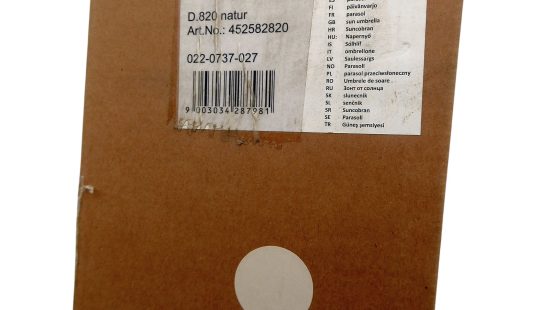 D.820 natur
Art.No.: 452582820
022-0737-027
9 003034 287981
FI päivänvarjo
FR parasol
GB sun umbrella
HR Suncobran
HU: Napernyő
IS Sólhlíf
IT ombrellone
LV Saulessargs
NO Parasoll
PL parasol przeciwsłoneczny
RO Umbrele de soare
RU Зонт от солнца
SK slunečník
SL senčnik
SR Suncobran
SE Parasoll
TR Güneş şemsiyesi